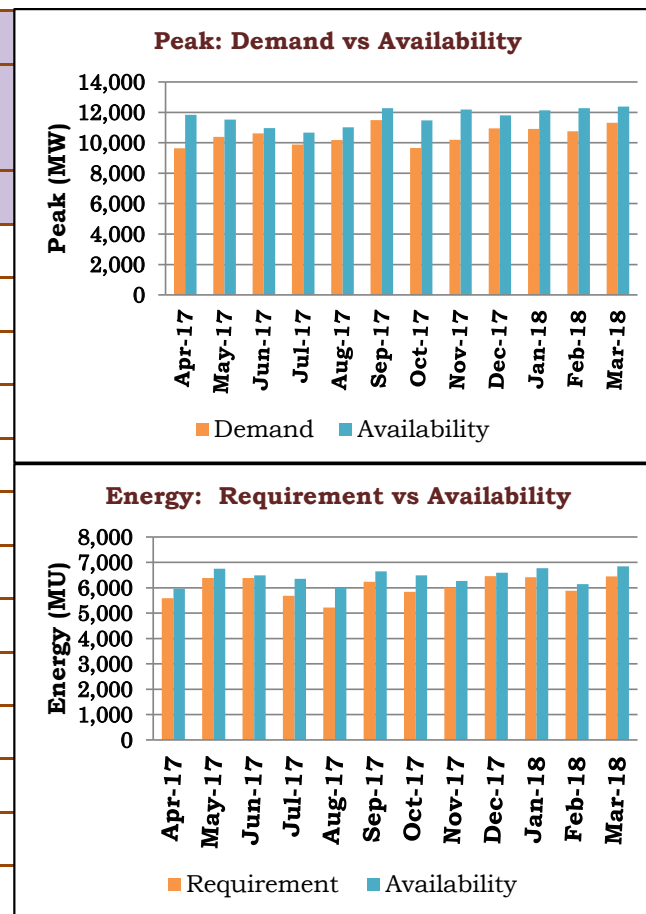 Peak: Demand vs Availability
14,000
12,000
10,000
8,000
6,000
4,000
2,000
0
Peak (MW)
Apr-17
May-17
Jun-17
Jul-17
Aug-17
Sep-17
Oct-17
Nov-17
Dec-17
Jan-18
Feb-18
Mar-18
Demand Availability
Energy: Requirement vs Availability
8,000
7,000
6,000
5,000
4,000
3,000
2,000
1,000
0
Energy (MU)
Apr-17
May-17
Jun-17
Jul-17
Aug-17
Sep-17
Oct-17
Nov-17
Dec-17
Jan-18
Feb-18
Mar-18
Requirement Availability